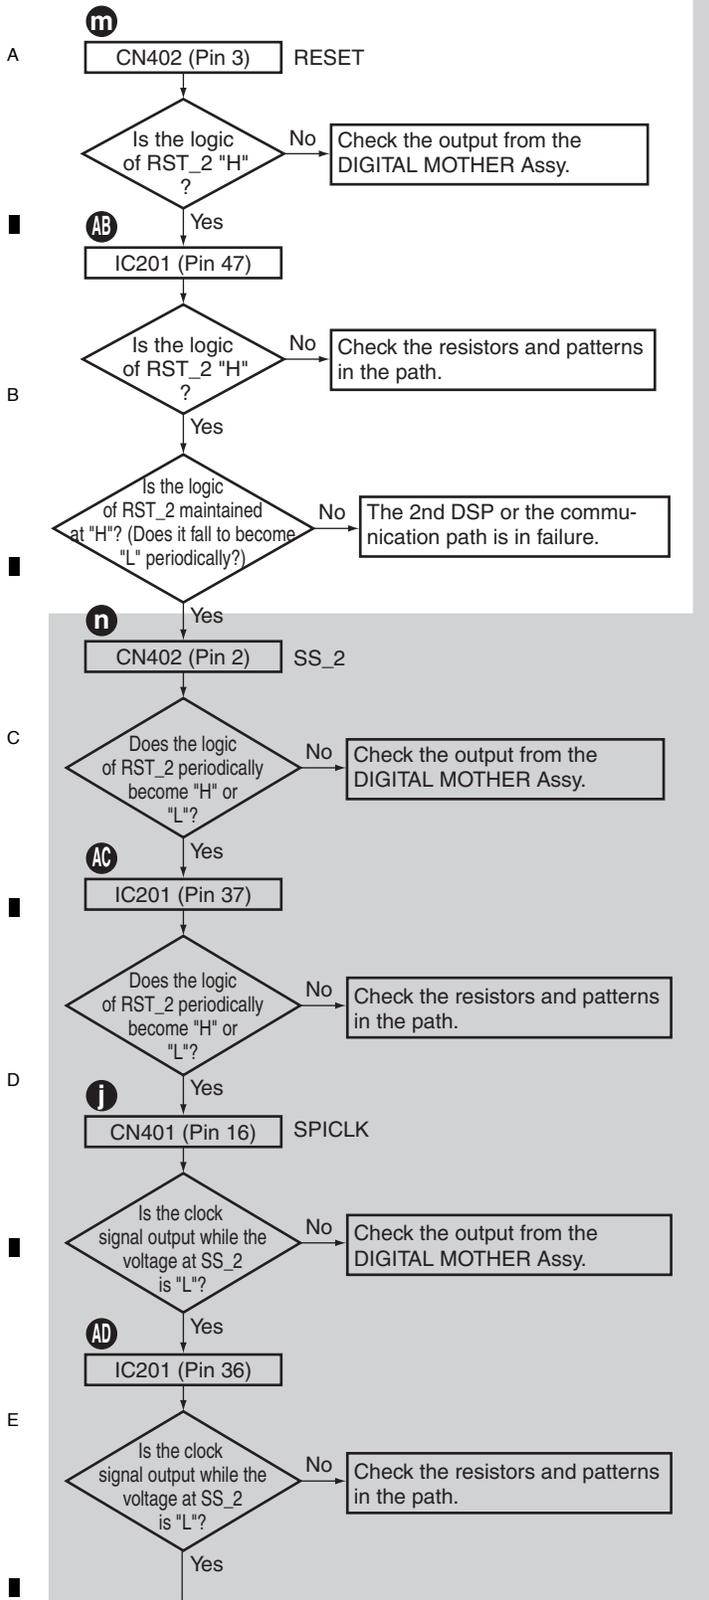 m
A
CN402 (Pin 3)
RESET
Is the logic
of RST_2 "H"
?
No
Check the output from the
DIGITAL MOTHER Assy.
Yes
AB
IC201 (Pin 47)
Is the logic
of RST_2 "H"
?
No
Check the resistors and patterns
in the path.
B
Yes
Is the logic
of RST_2 maintained
at "H"? (Does it fall to become
"L" periodically?)
No
The 2nd DSP or the commu-
nication path is in failure.
Yes
n
CN402 (Pin 2)
SS_2
C
Does the logic
of RST_2 periodically
become "H" or
"L"?
No
Check the output from the
DIGITAL MOTHER Assy.
Yes
AC
IC201 (Pin 37)
Does the logic
of RST_2 periodically
become "H" or
"L"?
No
Check the resistors and patterns
in the path.
D
Yes
j
CN401 (Pin 16)
SPICLK
Is the clock
signal output while the
voltage at SS_2
is "L"?
No
Check the output from the
DIGITAL MOTHER Assy.
Yes
AD
IC201 (Pin 36)
E
Is the clock
signal output while the
voltage at SS_2
is "L"?
No
Check the resistors and patterns
in the path.
Yes